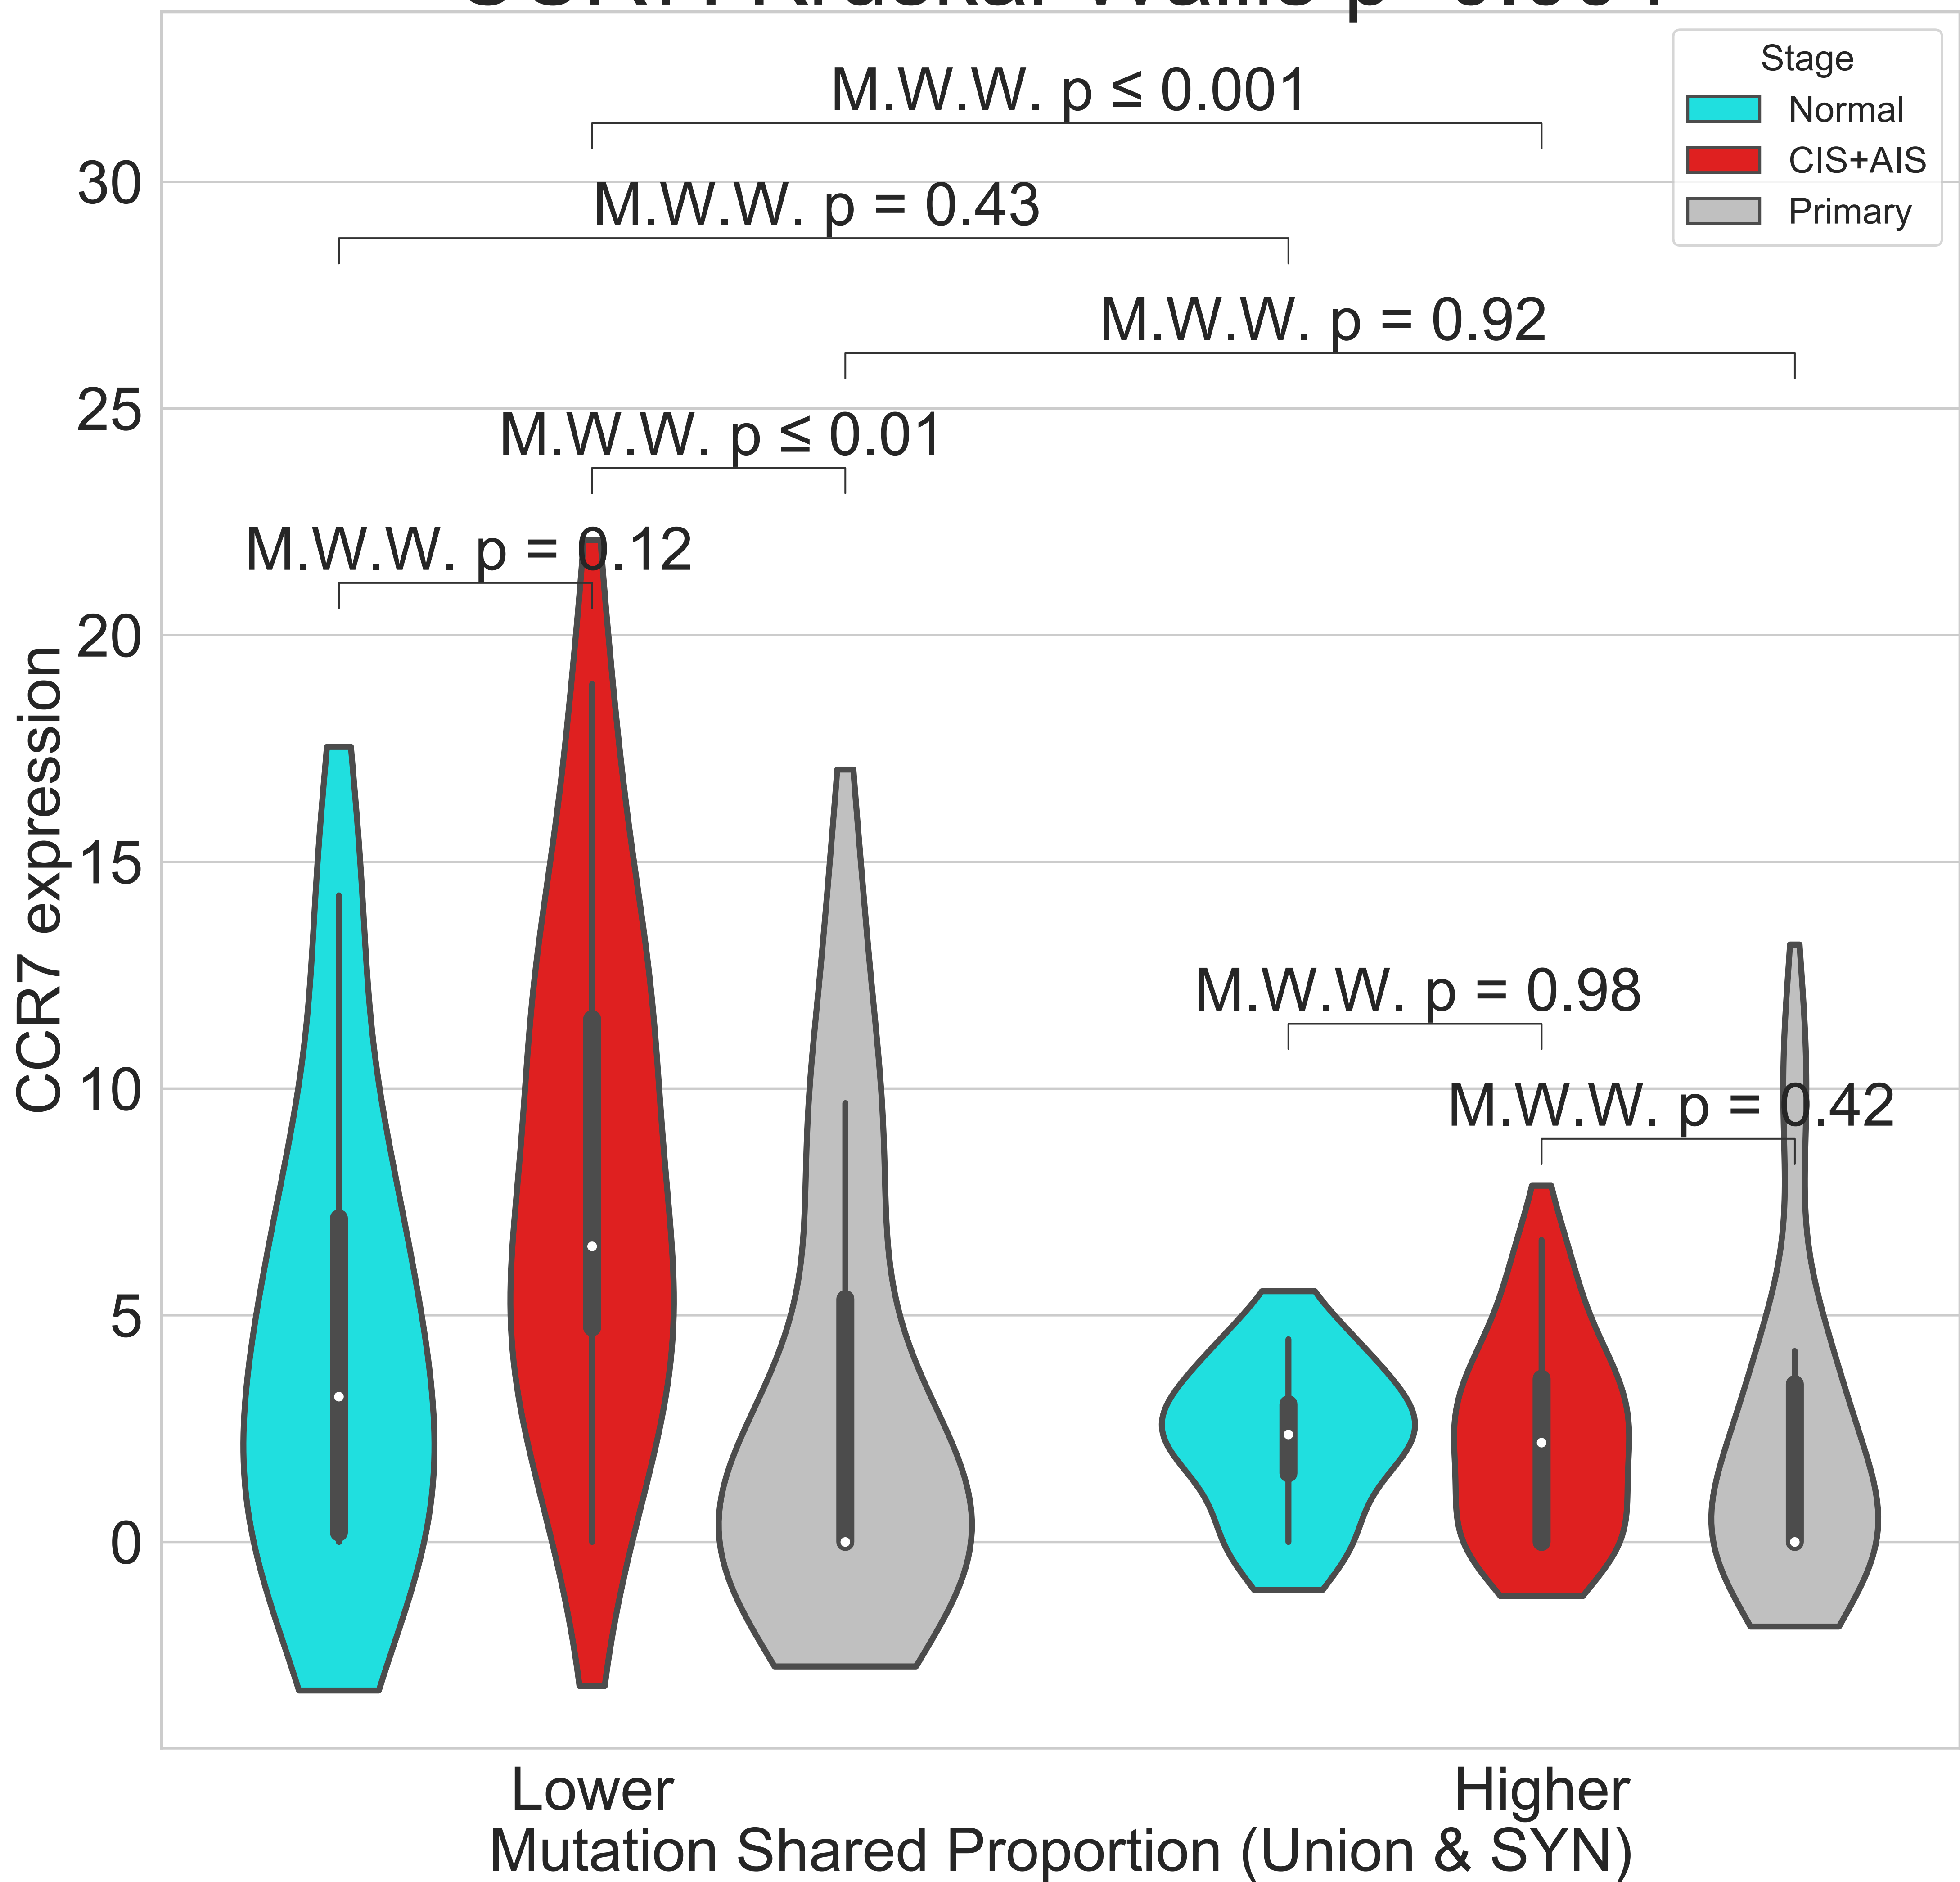 Stage
Normal
CIS+AIS
Primary
M.W.W. p ≤ 0.001
M.W.W. p = 0.43
M.W.W. p = 0.92
M.W.W. p ≤ 0.01
M.W.W. p = 0.12
M.W.W. p = 0.98
M.W.W. p = 0.42
30
25
20
15
10
5
0
CCR7 expression
Lower
Higher
Mutation Shared Proportion (Union & SYN)